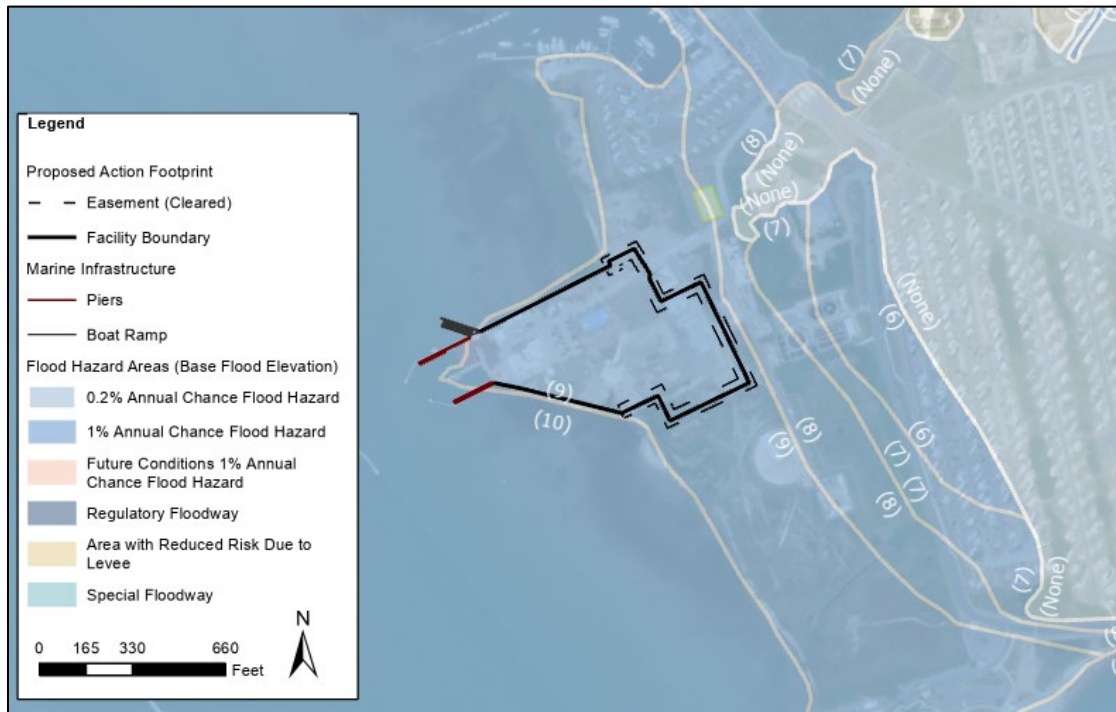 Legend
Proposed Action Footprint
Easement (Cleared)
Facility Boundary
Marine Infrastructure
Piers
Boat Ramp
Flood Hazard Areas (Base Flood Elevation)
0.2% Annual Chance Flood Hazard
1% Annual Chance Flood Hazard
Future Conditions 1% Annual
Chance Flood Hazard
Regulatory Floodway
Area with Reduced Risk Due to
Levee
Special Floodway
N
0 165 330 660
Feet
(7)
(None)
(8)
(None)
(None)
(7)
(None)
(6)
(9)
(10)
(8)
(9)
(6)
(7)
(7)
(8)
(7)
(None)